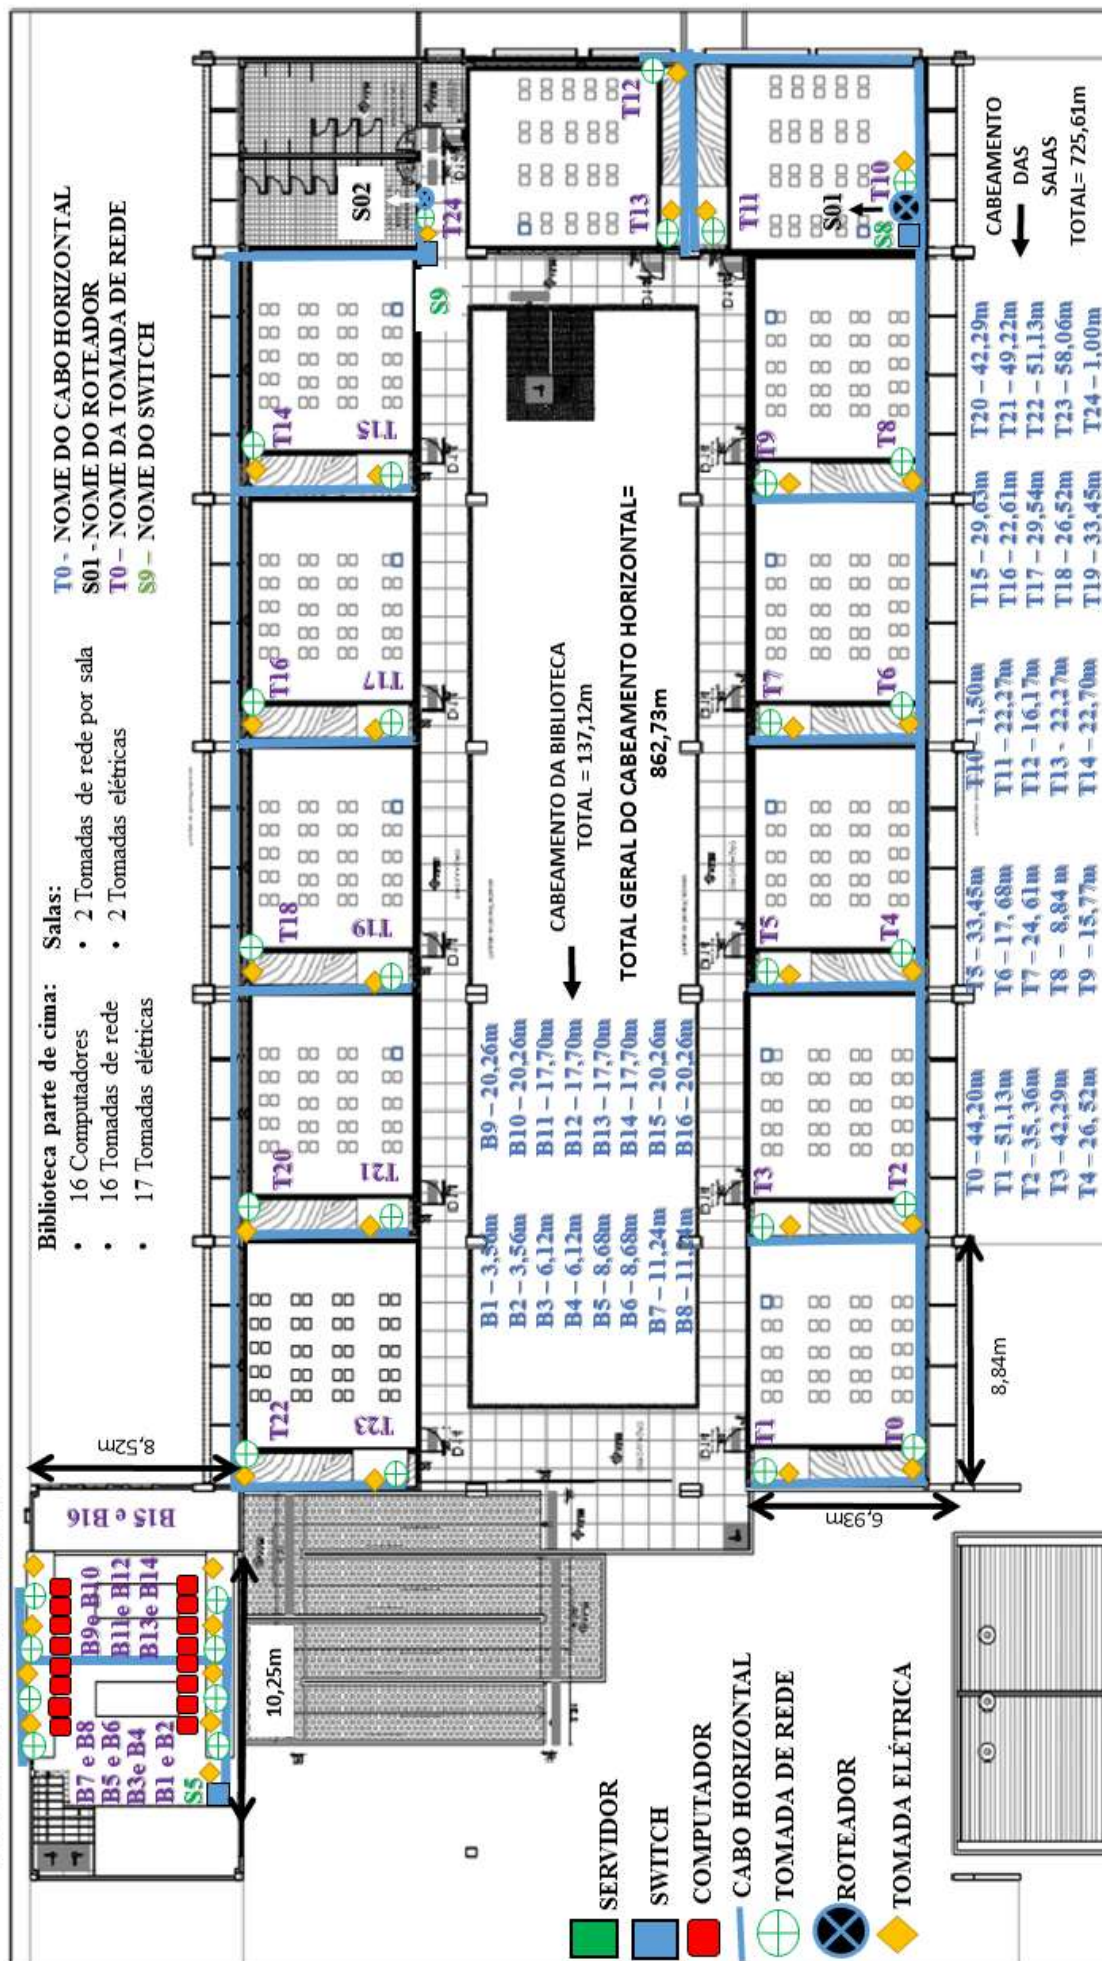 T0 - NOME DO CABO HORIZONTAL
S01 - NOME DO ROTEADOR
T0 – NOME DA TOMADA DE REDE
S9 – NOME DO SWITCH
Biblioteca parte de cima:
• 16 Computadores
• 16 Tomadas de rede
• 17 Tomadas elétricas
Salas:
• 2 Tomadas de rede por sala
• 2 Tomadas elétricas
8,52m
B15 e B16
B9e B10
B11e B12
B13e B14
B7 e B8
B5 e B6
B3e B4
B1 e B2
S5
10,25m
T22
T23
T20
T21
T18
T19
T16
T17
T14
T15
S9
S02
T24
T12
T13
T11
T10
S01
S8
B1 – 3,56m
B2 – 3,56m
B3 – 6,12m
B4 – 6,12m
B5 – 8,68m
B6 – 8,68m
B7 – 11,24m
B8 – 11,24m
B9 – 20,26m
B10 – 20,26m
B11 – 17,70m
B12 – 17,70m
B13 – 17,70m
B14 – 17,70m
B15 – 20,26m
B16 – 20,26m
CABEAMENTO DA BIBLIOTECA
TOTAL = 137,12m
TOTAL GERAL DO CABEAMENTO HORIZONTAL=
862,73m
T1
T0
T3
T2
T5
T4
T7
T6
T9
T8
6,93m
8,84m
T0 – 44,20m
T1 – 51,13m
T2 – 35,36m
T3 – 42,29m
T4 – 26,52m
T5 – 33,45m
T6 – 17,68m
T7 – 24,61m
T8 – 8,84 m
T9 – 15,77m
T10 – 1,50m
T11 – 22,27m
T12 – 16,17m
T13 - 22,27m
T14 – 22,70m
T15 – 29,63m
T16 – 22,61m
T17 – 29,54m
T18 – 26,52m
T19 – 33,45m
T20 – 42,29m
T21 – 49,22m
T22 – 51,13m
T23 – 58,06m
T24 – 1,00m
CABEAMENTO
DAS
SALAS
TOTAL= 725,61m
SERVIDOR
SWITCH
COMPUTADOR
CABO HORIZONTAL
TOMADA DE REDE
ROTEADOR
TOMADA ELÉTRICA